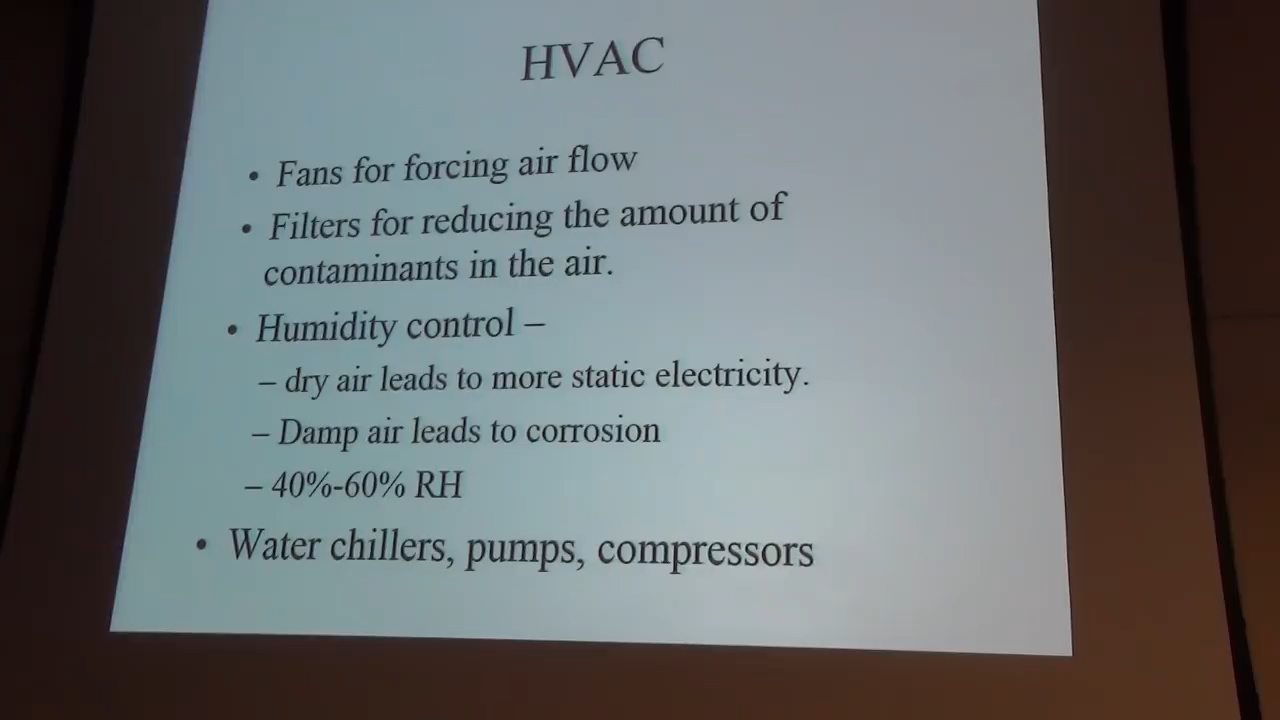 HVAC
• Fans for forcing air flow
• Filters for reducing the amount of
contaminants in the air.
• Humidity control –
– dry air leads to more static electricity.
– Damp air leads to corrosion
– 40%-60% RH
• Water chillers, pumps, compressors